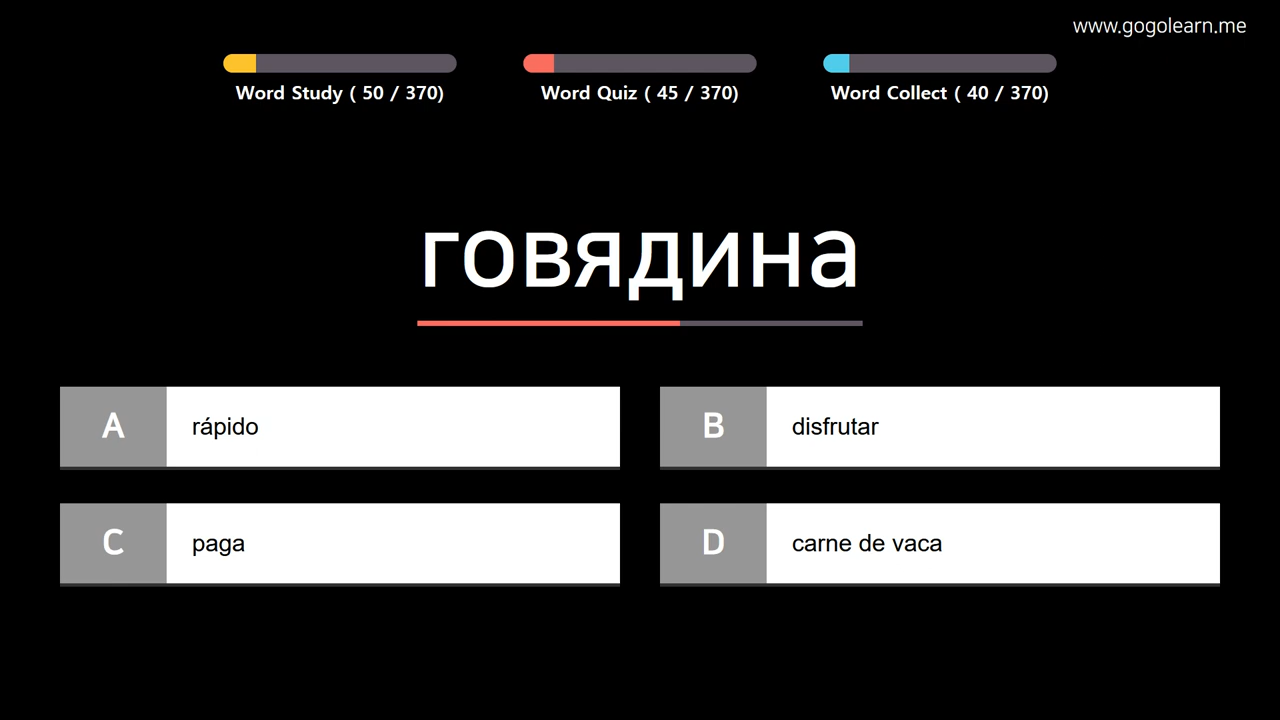 www.gogolearn.me
Word Study ( 50 / 370)
Word Quiz ( 45 / 370)
Word Collect ( 40 / 370)
говядина
A rápido
B disfrutar
C paga
D carne de vaca